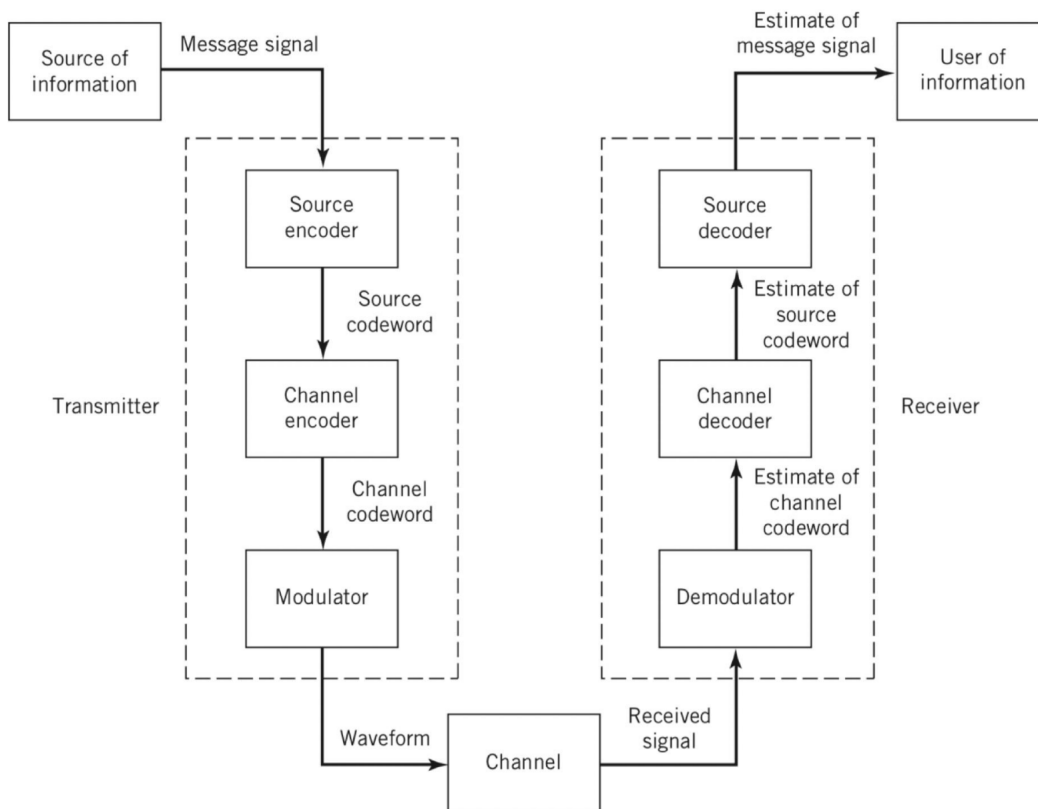 Source of
information
Message signal
Estimate of
message signal
User of
information
Source
encoder
Source
decoder
Source
codeword
Estimate of
source
codeword
Transmitter
Channel
encoder
Channel
decoder
Receiver
Channel
codeword
Estimate of
channel
codeword
Modulator
Demodulator
Waveform
Channel
Received
signal